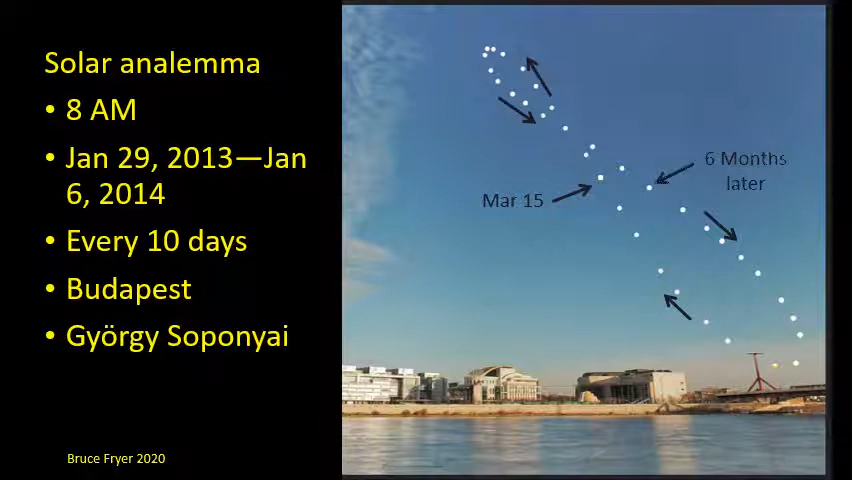 Solar analemma
• 8 AM
• Jan 29, 2013—Jan
6, 2014
• Every 10 days
• Budapest
• György Soponyai
Bruce Fryer 2020
6 Months
later
Mar 15